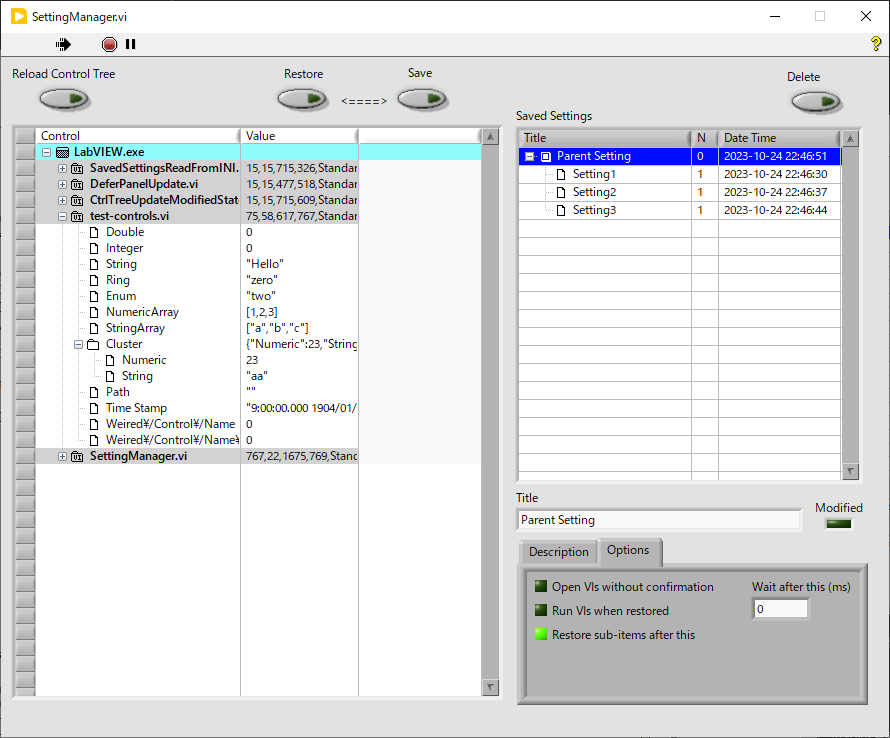 SettingManager.vi
?
Reload Control Tree
Restore
<====>
Save
Delete
Control Value
LabVIEW.exe
SavedSettingsReadFromINI. 15,15,715,326,Standar
DeferPanelUpdate.vi 15,15,477,518,Standar
CtrlTreeUpdateModifiedState 15,15,715,609,Standar
test-controls.vi 75,58,617,767,Standar
Double 0
Integer 0
String "Hello"
Ring "zero"
Enum "two"
NumericArray [1,2,3]
StringArray ["a","b","c"]
Cluster {"Numeric":23,"String
Numeric 23
String "aa"
Path ""
Time Stamp "9:00:00.000 1904/01/
Weired¥/Control¥/Name 0
Weired¥/Control¥/Name¥ 0
SettingManager.vi 767,22,1675,769,Stand
Saved Settings
Title N Date Time
Parent Setting 0 2023-10-24 22:46:51
Setting1 1 2023-10-24 22:46:30
Setting2 1 2023-10-24 22:46:37
Setting3 1 2023-10-24 22:46:44
Title
Parent Setting
Modified
Description Options
Open VIs without confirmation
Run VIs when restored
Restore sub-items after this
Wait after this (ms)
0